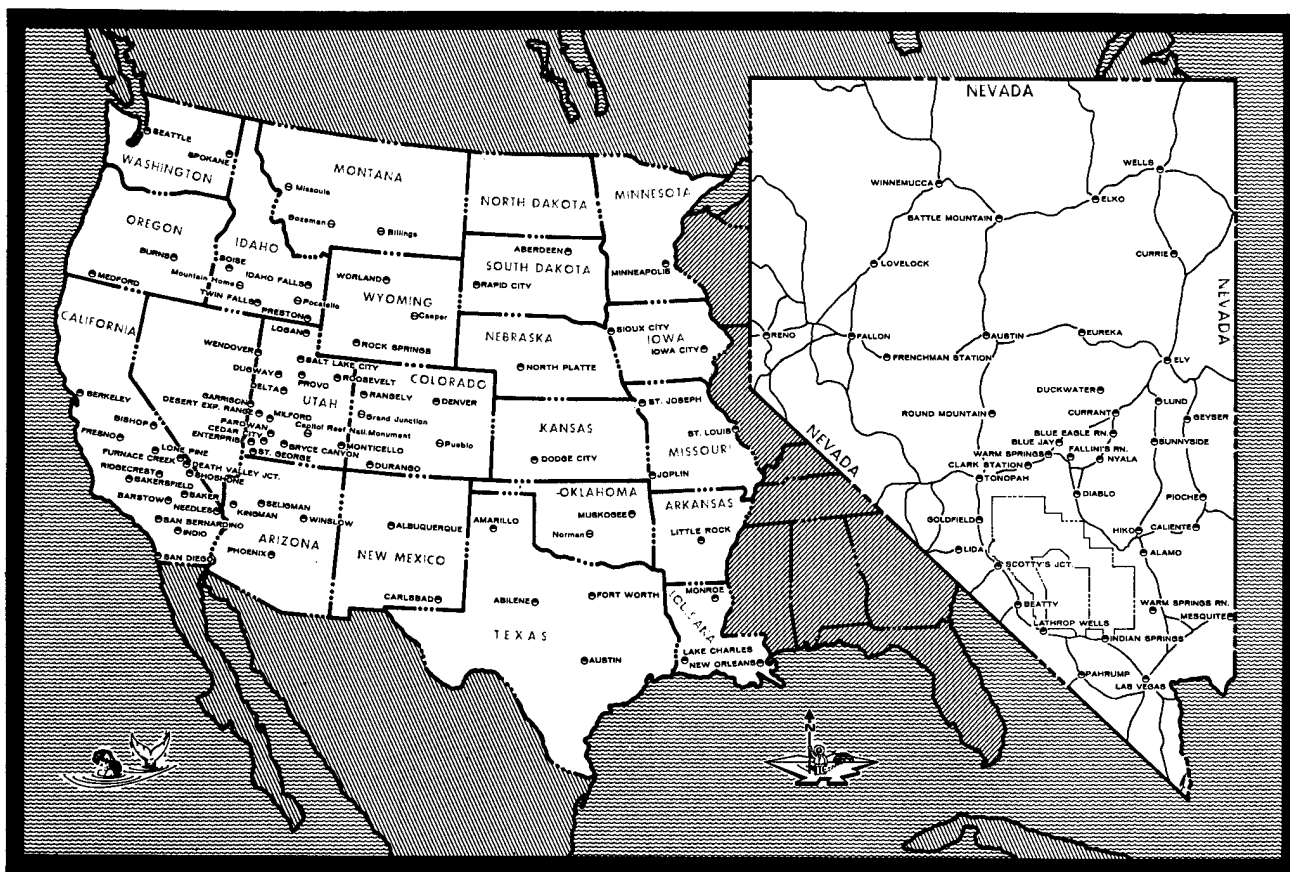 SEATTLE
SPOKANE
WASHINGTON
MONTANA
Missoula
Bozeman
Billings
NORTH DAKOTA
MINNESOTA
OREGON
IDAHO
BURNS
BOISE
MEDFORD
Mountain
Home
IDAHO FALLS
TWIN FALLS
Pocatello
PRESTON
WORLAND
WYOMING
Casper
ROCK SPRINGS
ABERDEEN
SOUTH DAKOTA
RAPID CITY
MINNEAPOLIS
CALIFORNIA
LOGAN
WENDOVER
SALT LAKE CITY
DUGWAY
PROVO
ROOSEVELT
DELTA
UTAH
COLORADO
RANGELY
DENVER
NEBRASKA
NORTH PLATTE
SIOUX CITY
IOWA
IOWA CITY
BERKELEY
GARRISON
DESERT EXP. RANGE
MILFORD
Grand Junction
PAROWAN
Capitol Reef Natl. Monument
CEDAR CITY
ENTERPRISE
BRYCE CANYON
MONTICELLO
Pueblo
ST. GEORGE
DURANGO
KANSAS
DODGE CITY
ST. JOSEPH
ST. LOUIS
MISSOURI
JOPLIN
BISHOP
FRESNO
LONE PINE
FURNACE CREEK
DEATH VALLEY JCT.
RIDGECREST
SHOSHONE
BAKERSFIELD
BARSTOW
BAKER
NEEDLES
KINGMAN
SELIGMAN
WINSLOW
SAN BERNARDINO
INDIO
ARIZONA
PHOENIX
SAN DIEGO
ALBUQUERQUE
NEW MEXICO
CARLSBAD
AMARILLO
OKLAHOMA
MUSKOGEE
Norman
ARKANSAS
LITTLE ROCK
ABILENE
FORT WORTH
TEXAS
AUSTIN
MONROE
LOUISIANA
LAKE CHARLES
NEW ORLEANS
N
NEVADA
WELLS
WINNEMUCCA
ELKO
BATTLE MOUNTAIN
LOVELOCK
CURRIE
NEVADA
RENO
FALLON
AUSTIN
EUREKA
FRENCHMAN STATION
ELY
DUCKWATER
LUND
ROUND MOUNTAIN
CURRANT
GEYSER
NEVADA
BLUE EAGLE RN.
BLUE JAY
SUNNYSIDE
WARM SPRINGS
FALLINI'S RN.
CLARK STATION
NYALA
TONOPAH
DIABLO
PIOCHE
GOLDFIELD
HIKO
CALIENTE
LIDA
ALAMO
SCOTTY'S JCT.
BEATTY
WARM SPRINGS RN.
MESQUITE
LATHROP WELLS
INDIAN SPRINGS
PAHRUMP
LAS VEGAS